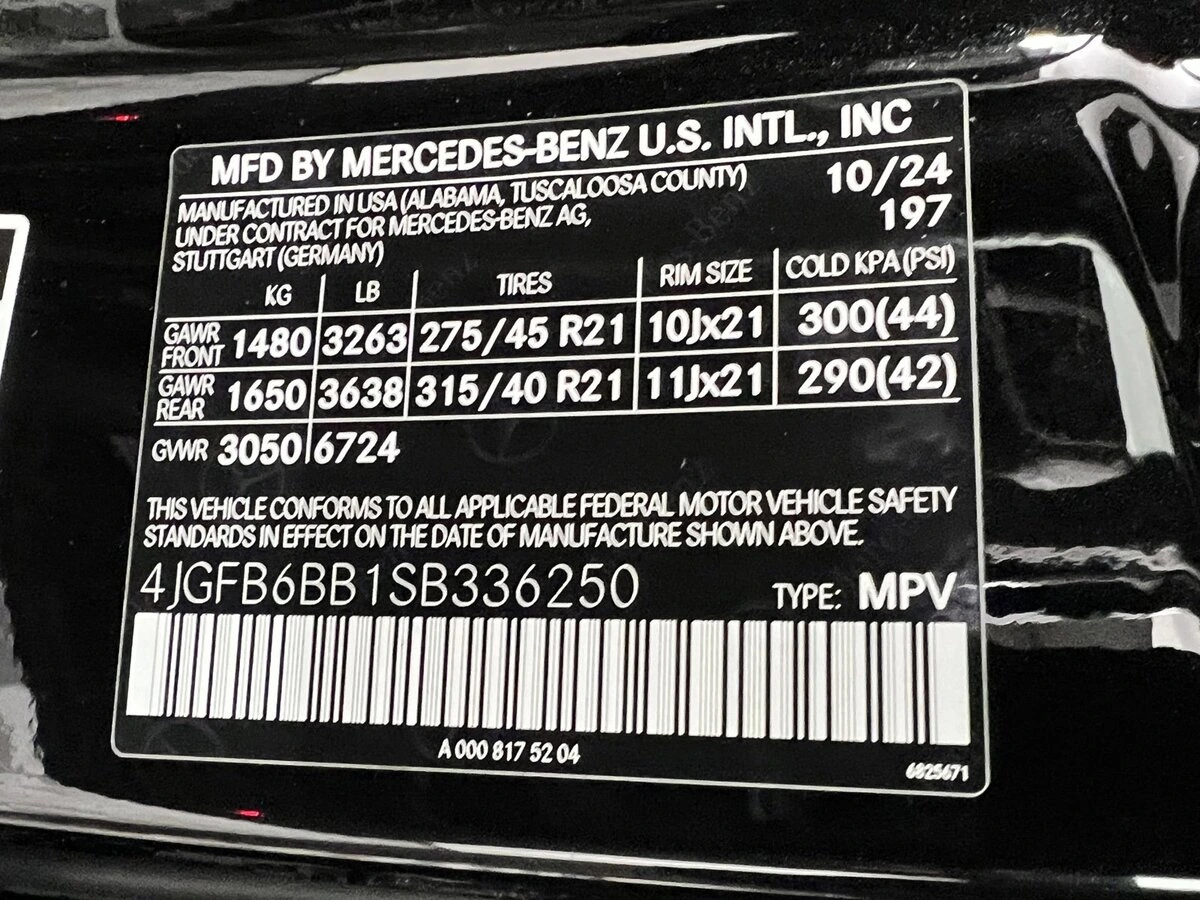 MFD BY MERCEDES-BENZ U.S. INTL., INC
MANUFACTURED IN USA (ALABAMA, TUSCALOOSA COUNTY) 10/24
UNDER CONTRACT FOR MERCEDES-BENZ AG, 197
STUTTGART (GERMANY)
KG LB TIRES RIM SIZE COLD KPA (PSI)
GAWR FRONT 1480 3263 275/45 R21 10Jx21 300(44)
GAWR REAR 1650 3638 315/40 R21 11Jx21 290(42)
GVWR 3050 6724
THIS VEHICLE CONFORMS TO ALL APPLICABLE FEDERAL MOTOR VEHICLE SAFETY
STANDARDS IN EFFECT ON THE DATE OF MANUFACTURE SHOWN ABOVE.
4JGFB6BB1SB336250 TYPE: MPV
A 000 817 52 04
6825671